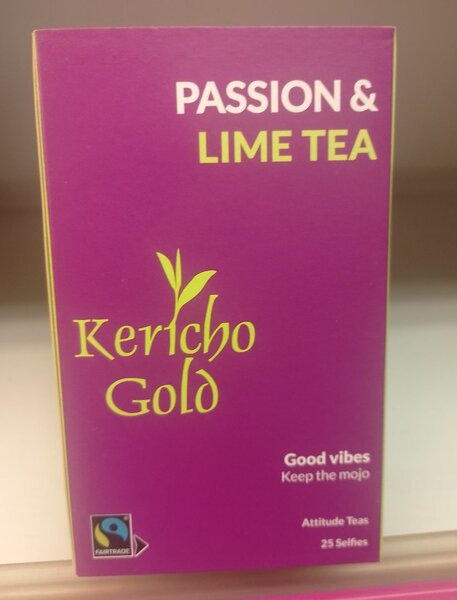 PASSION &
LIME TEA
Kericho
Gold
Good vibes
Keep the mojo
Attitude Teas
25 Selfies
FAIRTRADE